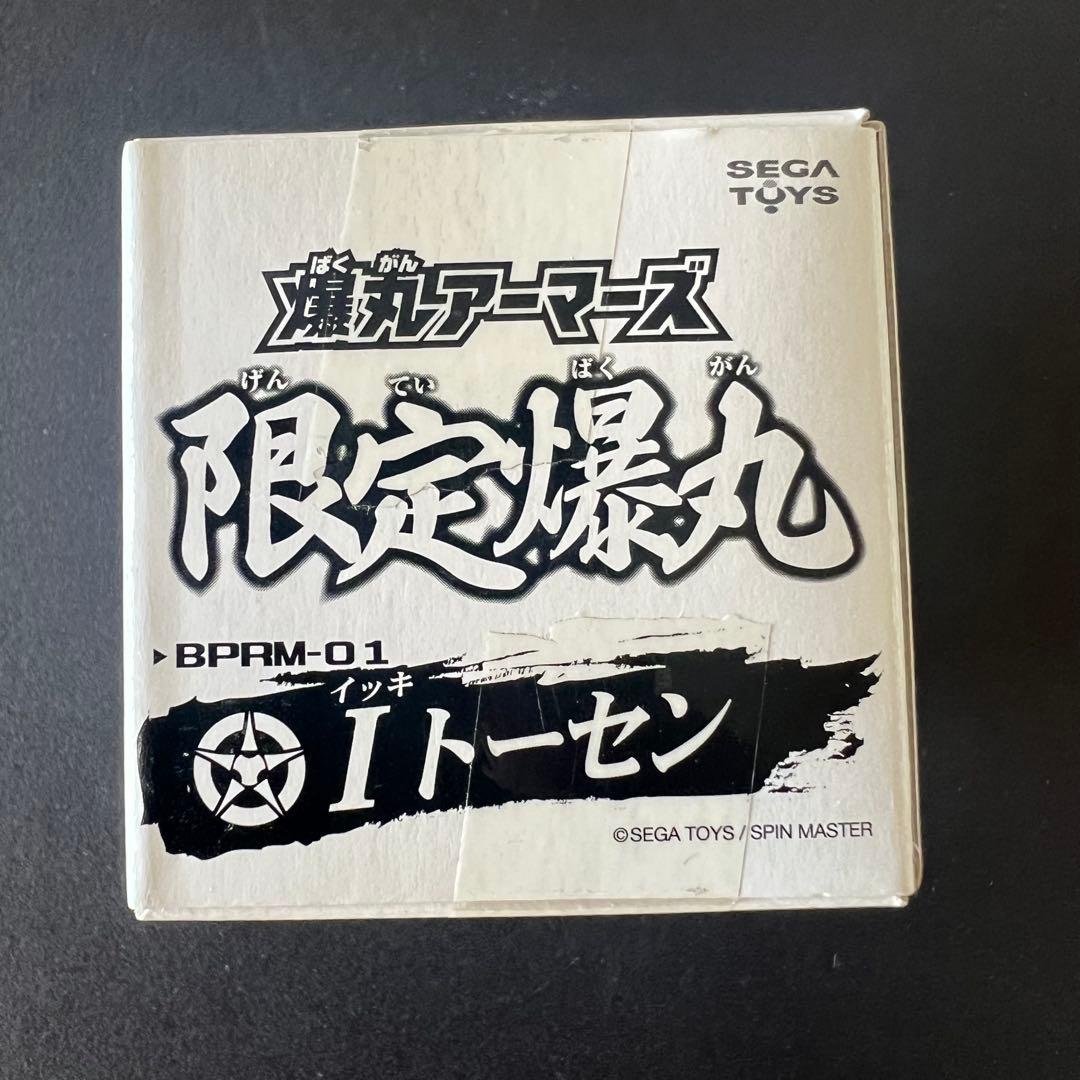 SEGA
TOYS
ばく がん
爆丸アーマーズ
げん てい ばく がん
限定爆丸
BPRM-01
イッキ
Iトーセン
©SEGA TOYS / SPIN MASTER